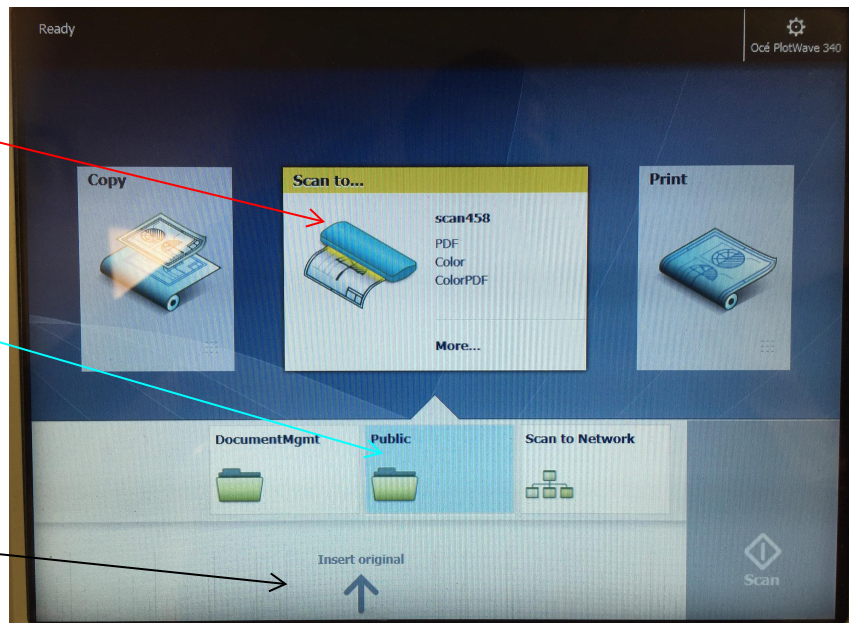 Ready
Océ PlotWave 340
Copy
Scan to...
scan458
PDF
Color
ColorPDF
More...
Print
DocumentMgmt
Public
Scan to Network
Insert original
Scan